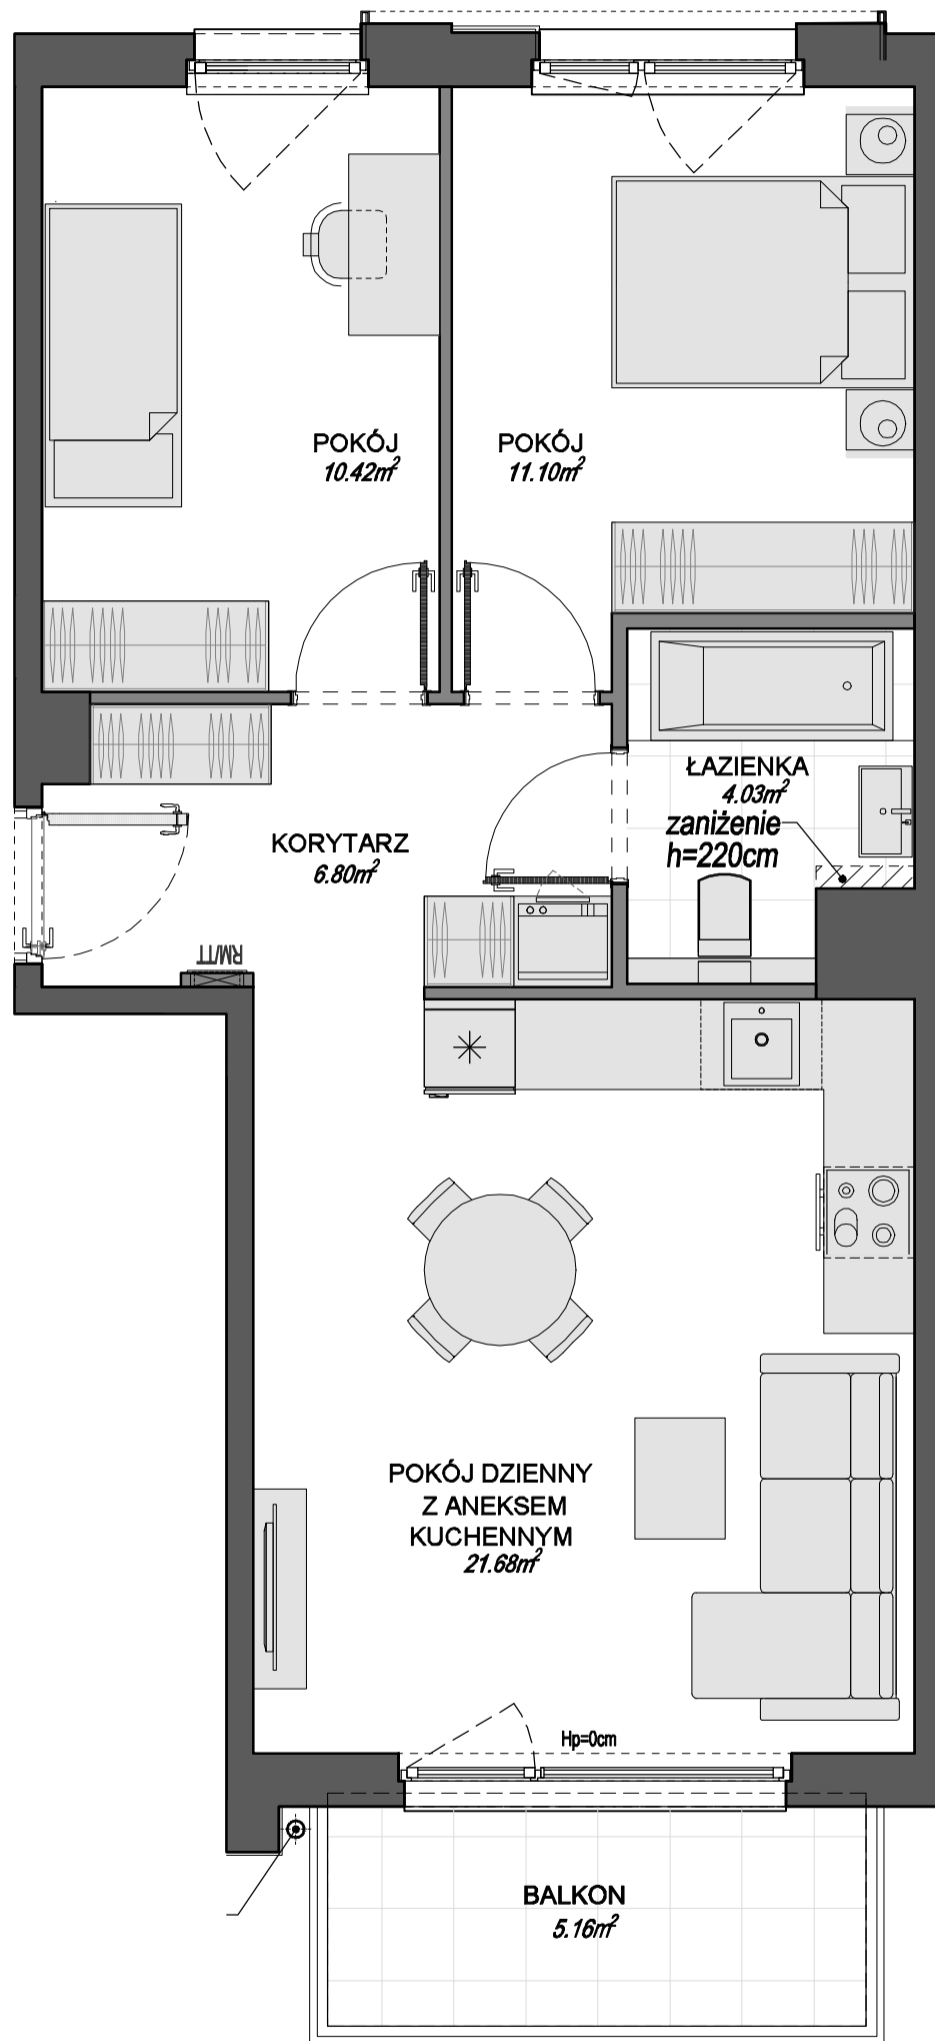 POKÓJ
10.42m²
POKÓJ
11.10m²
ŁAZIENKA
4.03m²
zaniżenie
h=220cm
KORYTARZ
6.80m²
RM/TT
POKÓJ DZIENNY
Z ANEKSEM
KUCHENNYM
21.68m²
Hp=0cm
BALKON
5.16m²